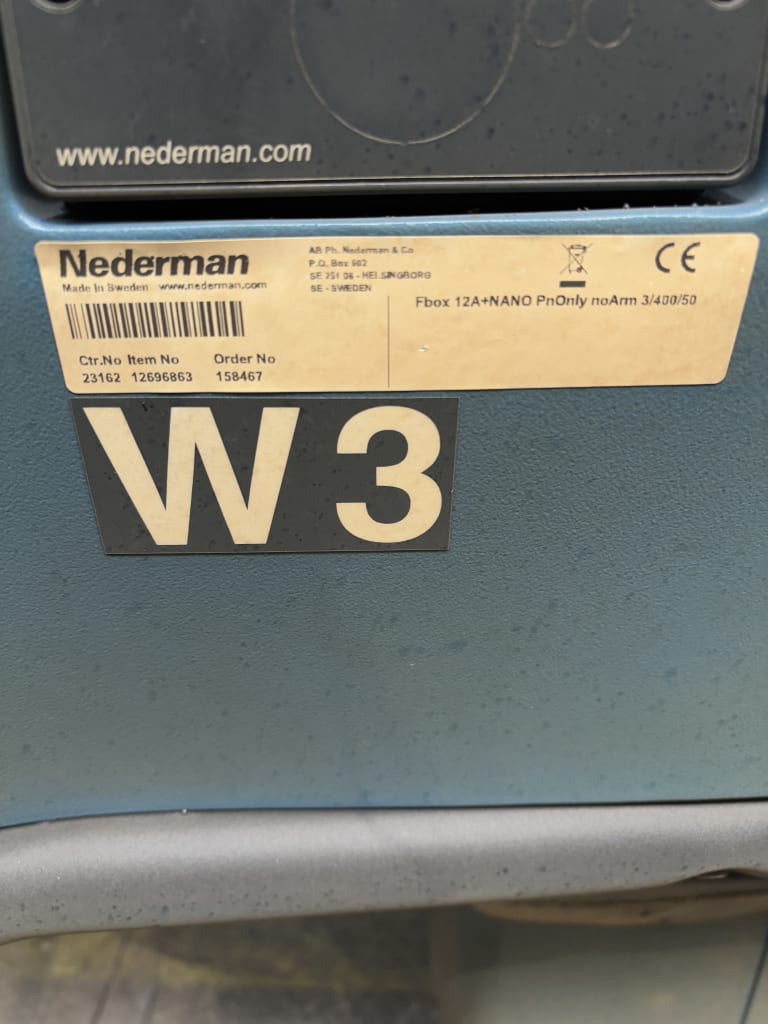 www.nederman.com
Nederman
Made In Sweden www.nederman.com
AB Ph. Nederman & Co
P.O. Box 602
SE 251 06 - HELSINGBORG
SE - SWEDEN
CE
Fbox 12A+NANO PnOnly noArm 3/400/50
Ctr.No Item No Order No
23162 12696863 158467
W 3